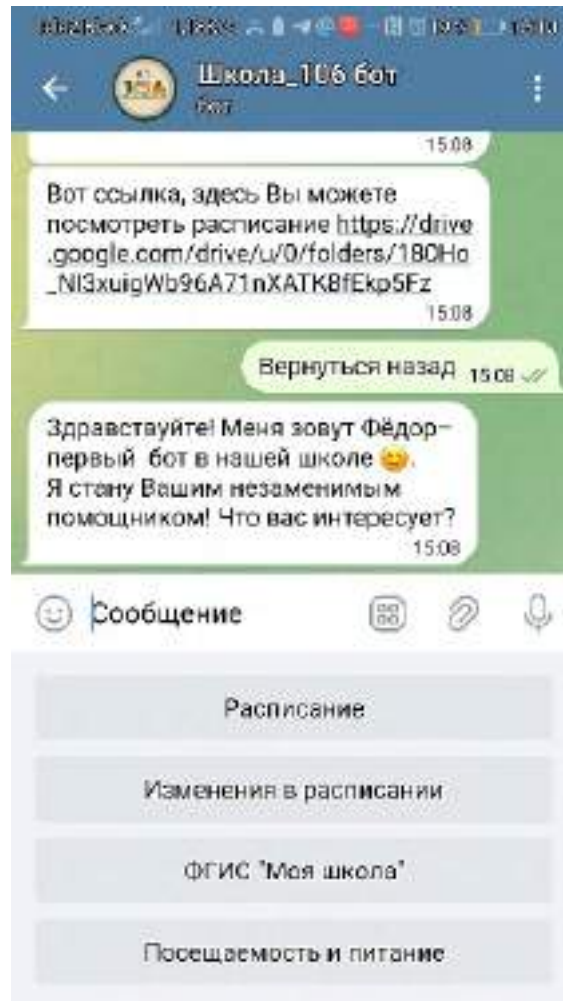 Школа_106 бот
бот
15:08
Вот ссылка, здесь Вы можете
посмотреть расписание https://drive
.google.com/drive/u/0/folders/18OHo
_NI3xuigWb96A71nXATK8fEkp5Fz
15:08
Вернуться назад 15:08
Здравствуйте! Меня зовут Фёдор–
первый бот в нашей школе 😊.
Я стану Вашим незаменимым
помощником! Что вас интересует?
15:08
Сообщение
Расписание
Изменения в расписании
ФГИС "Моя школа"
Посещаемость и питание